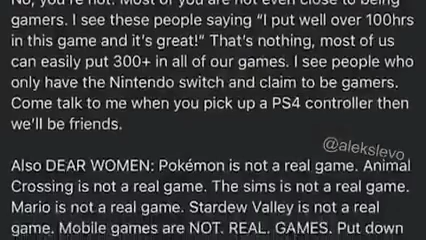 No, you're not. Most of you are not even close to being
gamers. I see these people saying “I put well over 100hrs
in this game and it’s great!” That’s nothing, most of us
can easily put 300+ in all of our games. I see people who
only have the Nintendo switch and claim to be gamers.
Come talk to me when you pick up a PS4 controller then
we’ll be friends.
@alekslevo
Also DEAR WOMEN: Pokémon is not a real game. Animal
Crossing is not a real game. The sims is not a real game.
Mario is not a real game. Stardew Valley is not a real
game. Mobile games are NOT. REAL. GAMES. Put down